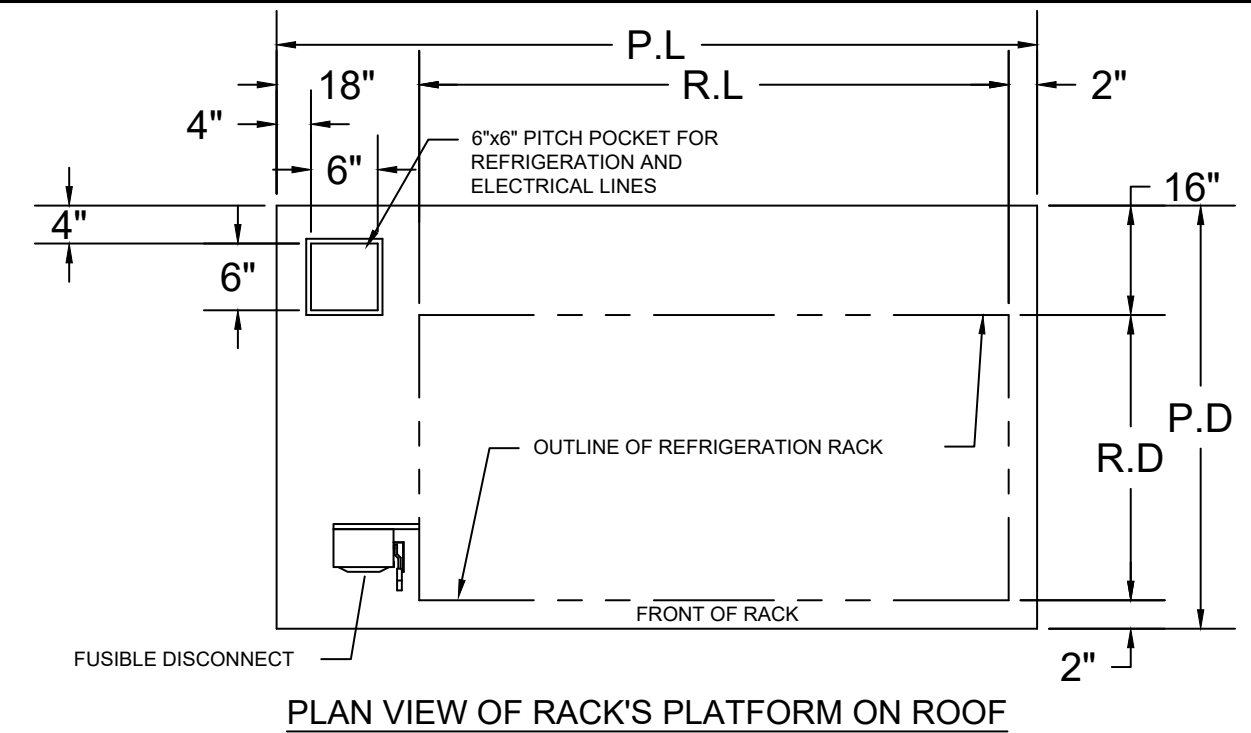 P.L
18"
R.L
2"
4"
6"x6" PITCH POCKET FOR
REFRIGERATION AND
ELECTRICAL LINES
6"
16"
4"
6"
P.D
OUTLINE OF REFRIGERATION RACK
R.D
FRONT OF RACK
FUSIBLE DISCONNECT
2"
PLAN VIEW OF RACK'S PLATFORM ON ROOF